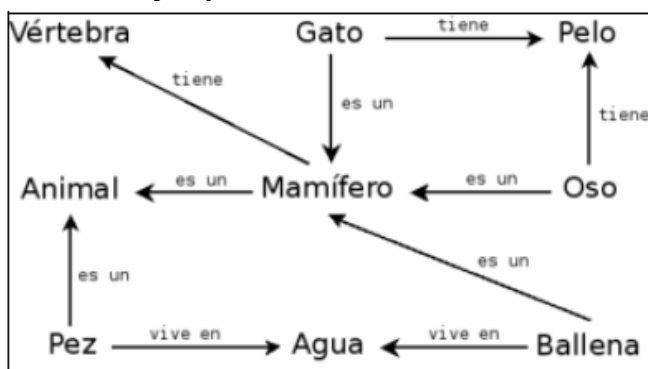 Vértebra Gato tiene Pelo
tiene
es un
tiene
Animal es un Mamífero es un Oso
es un
es un
Pez vive en Agua vive en Ballena